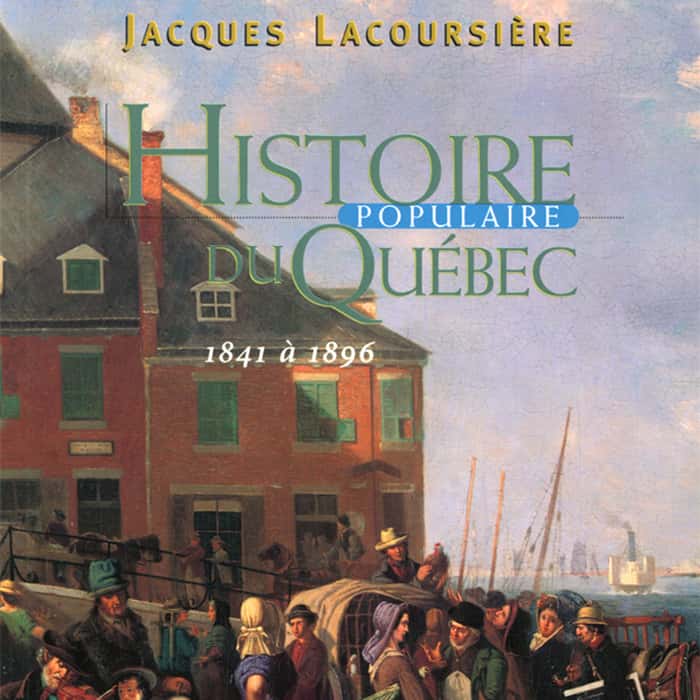 JACQUES LACOURSIÈRE
HISTOIRE
POPULAIRE
DU QUÉBEC
1841 à 1896